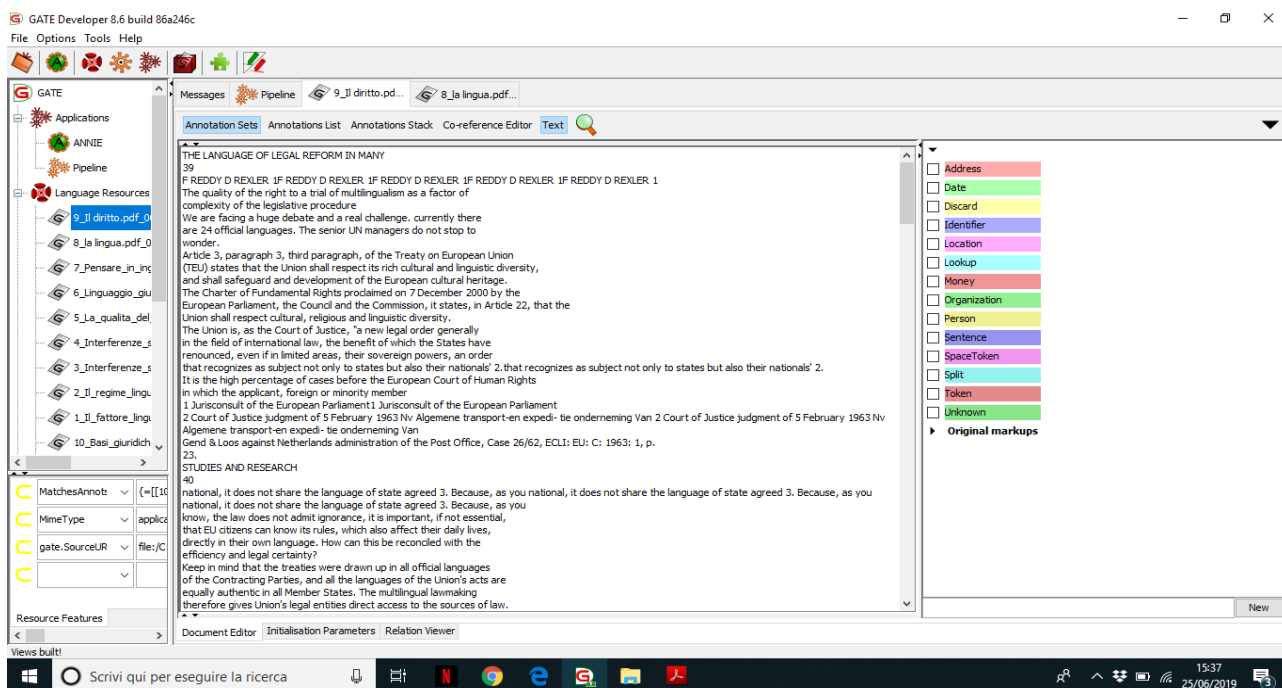 GATE Developer 8.6 build 86a246c
File Options Tools Help
GATE
Applications
ANNIE
Pipeline
Language Resources
9_Il diritto.pdf_0
8_la lingua.pdf_0
7_Pensare_in_ing
6_Linguaggio_giu
5_La_qualita_del
4_Interferenze_s
3_Interferenze_s
2_Il_regime_lingu
1_Il_fattore_lingu
10_Basi_giuridich
MatchesAnnot {=[[10
MimeType applica
gate.SourceUR file:/C
Resource Features
Views built!
Messages Pipeline 9_Il diritto.pd... 8_la lingua.pdf...
Annotation Sets Annotations List Annotations Stack Co-reference Editor Text
THE LANGUAGE OF LEGAL REFORM IN MANY
39
F REDDY D REXLER 1F REDDY D REXLER 1F REDDY D REXLER 1F REDDY D REXLER 1F REDDY D REXLER 1
The quality of the right to a trial of multilingualism as a factor of
complexity of the legislative procedure
We are facing a huge debate and a real challenge. currently there
are 24 official languages. The senior UN managers do not stop to
wonder.
Article 3, paragraph 3, third paragraph, of the Treaty on European Union
(TEU) states that the Union shall respect its rich cultural and linguistic diversity,
and shall safeguard and development of the European cultural heritage.
The Charter of Fundamental Rights proclaimed on 7 December 2000 by the
European Parliament, the Council and the Commission, it states, in Article 22, that the
Union shall respect cultural, religious and linguistic diversity.
The Union is, as the Court of Justice, "a new legal order generally
in the field of international law, the benefit of which the States have
renounced, even if in limited areas, their sovereign powers, an order
that recognizes as subject not only to states but also their nationals' 2.that recognizes as subject not only to states but also their nationals' 2.
It is the high percentage of cases before the European Court of Human Rights
in which the applicant, foreign or minority member
1 Jurisconsult of the European Parliament1 Jurisconsult of the European Parliament
2 Court of Justice judgment of 5 February 1963 Nv Algemene transport-en expedi- tie onderneming Van 2 Court of Justice judgment of 5 February 1963 Nv
Algemene transport-en expedi- tie onderneming Van
Gend & Loos against Netherlands administration of the Post Office, Case 26/62, ECLI: EU: C: 1963: 1, p.
23.
STUDIES AND RESEARCH
40
national, it does not share the language of state agreed 3. Because, as you national, it does not share the language of state agreed 3. Because, as you
national, it does not share the language of state agreed 3. Because, as you
know, the law does not admit ignorance, it is important, if not essential,
that EU citizens can know its rules, which also affect their daily lives,
directly in their own language. How can this be reconciled with the
efficiency and legal certainty?
Keep in mind that the treaties were drawn up in all official languages
of the Contracting Parties, and all the languages of the Union's acts are
equally authentic in all Member States. The multilingual lawmaking
therefore gives Union's legal entities direct access to the sources of law.
Document Editor Initialisation Parameters Relation Viewer
Address
Date
Discard
Identifier
Location
Lookup
Money
Organization
Person
Sentence
SpaceToken
Split
Token
Unknown
Original markups
New
Scrivi qui per eseguire la ricerca
15:37
25/06/2019